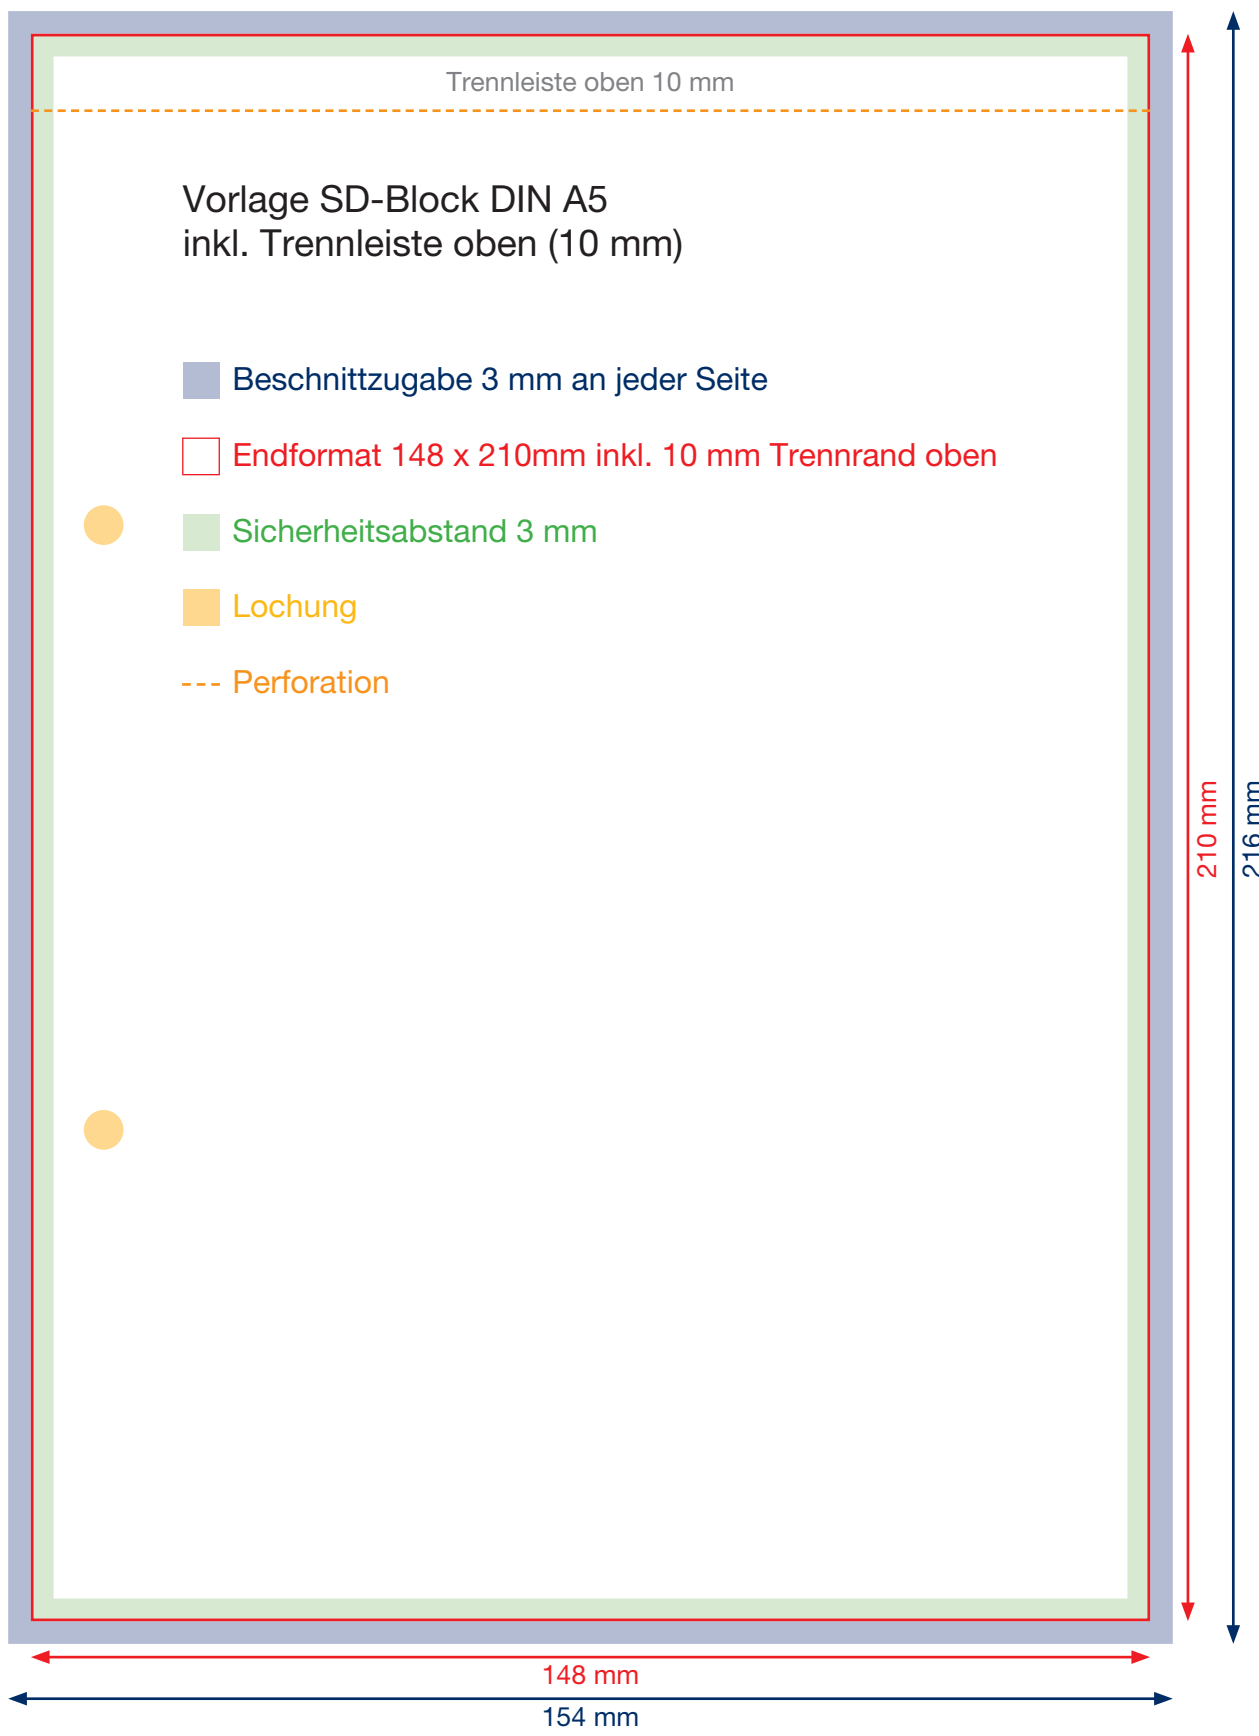 Trennleiste oben 10 mm
Vorlage SD-Block DIN A5
inkl. Trennleiste oben (10 mm)
Beschnittzugabe 3 mm an jeder Seite
Endformat 148 x 210mm inkl. 10 mm Trennrand oben
Sicherheitsabstand 3 mm
Lochung
Perforation
210 mm
216 mm
148 mm
154 mm